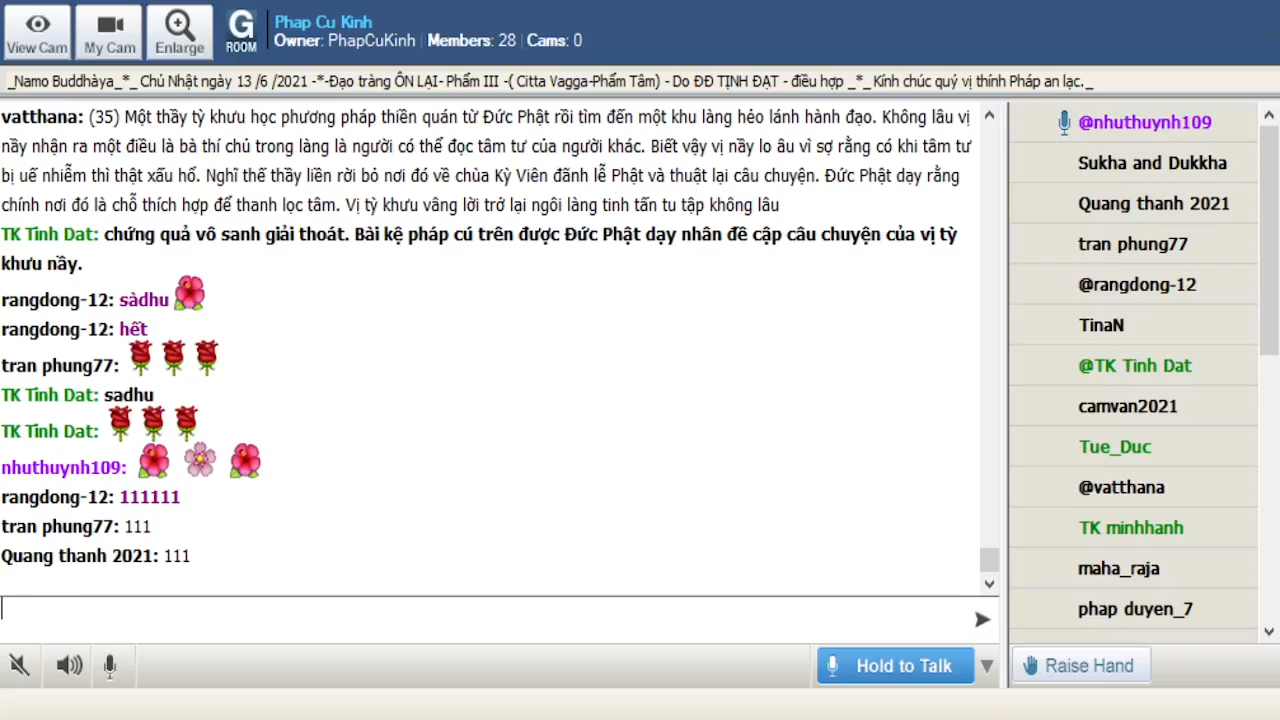 View Cam
My Cam
Enlarge
G
ROOM
Phap Cu Kinh
Owner: PhapCuKinh | Members: 28 | Cams: 0
_Namo Buddhàya_*_ Chủ Nhật ngày 13 /6 /2021 -*-Đạo tràng ÔN LẠI- Phẩm III -( Citta Vagga-Phẩm Tâm) - Do ĐĐ TỊNH ĐẠT - điều hợp _*_ Kính chúc quý vị thính Pháp an lạc._
vatthana: (35) Một thầy tỳ khưu học phương pháp thiền quán từ Đức Phật rồi tìm đến một khu làng hẻo lánh hành đạo. Không lâu vị
nầy nhận ra một điều là bà thí chủ trong làng là người có thể đọc tâm tư của người khác. Biết vậy vị nầy lo âu vì sợ rằng có khi tâm tư
bị uế nhiễm thì thật xấu hổ. Nghĩ thế thầy liền rời bỏ nơi đó về chùa Kỳ Viên đãnh lễ Phật và thuật lại câu chuyện. Đức Phật dạy rằng
chính nơi đó là chỗ thích hợp để thanh lọc tâm. Vị tỳ khưu vâng lời trở lại ngôi làng tinh tấn tu tập không lâu
TK Tinh Dat: chứng quả vô sanh giải thoát. Bài kệ pháp cú trên được Đức Phật dạy nhân đề cập câu chuyện của vị tỳ
khưu nầy.
rangdong-12: sàdhu
rangdong-12: hết
tran phung77:
TK Tinh Dat: sadhu
TK Tinh Dat:
nhuthuynh109:
rangdong-12: 111111
tran phung77: 111
Quang thanh 2021: 111
@nhuthuynh109
Sukha and Dukkha
Quang thanh 2021
tran phung77
@rangdong-12
TinaN
@TK Tinh Dat
camvan2021
Tue_Duc
@vatthana
TK minhhanh
maha_raja
phap duyen_7
Hold to Talk
Raise Hand